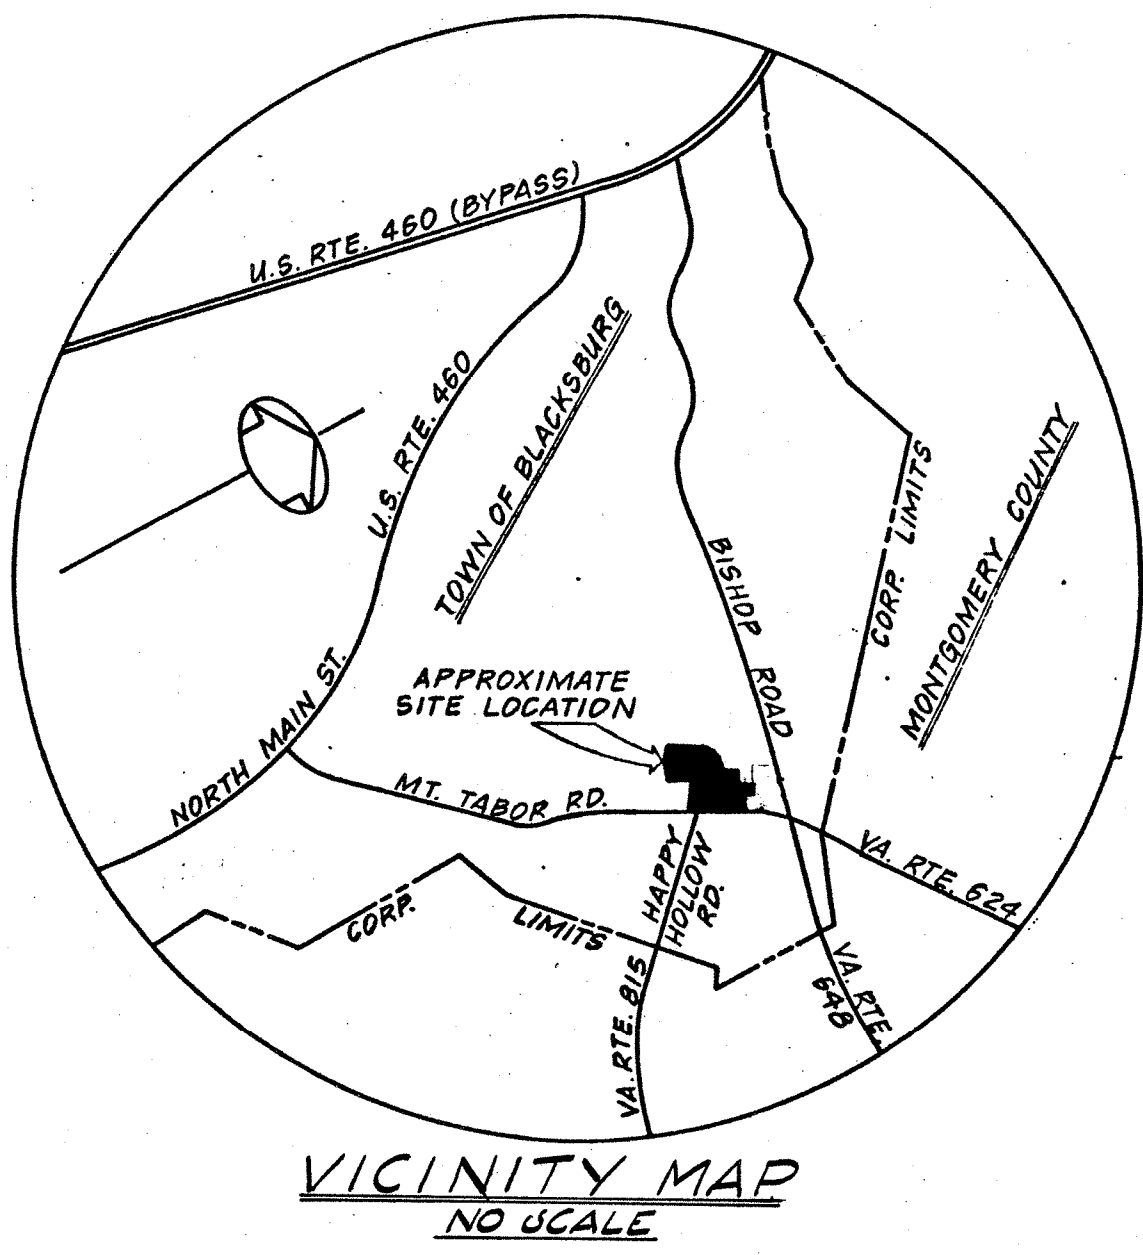 U.S. RTE. 460 (BYPASS)
U.S. RTE. 460
TOWN OF BLACKSBURG
BISHOP ROAD
CORP. LIMITS
MONTGOMERY COUNTY
APPROXIMATE
SITE LOCATION
NORTH MAIN ST.
MT. TABOR RD.
HAPPY
HOLLOW
RD.
VA. RTE. 624
CORP. LIMITS
VA. RTE. 815
VA. RTE.
648
VICINITY MAP
NO SCALE